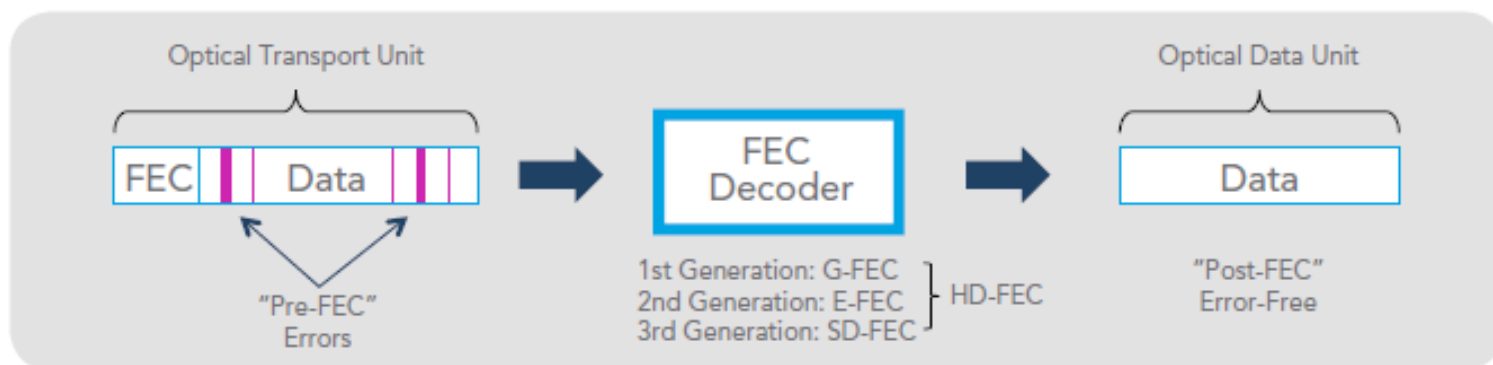 Optical Transport Unit
Optical Data Unit
FEC
Data
FEC
Decoder
Data
1st Generation: G-FEC
2nd Generation: E-FEC
3rd Generation: SD-FEC
HD-FEC
"Pre-FEC"
Errors
"Post-FEC"
Error-Free